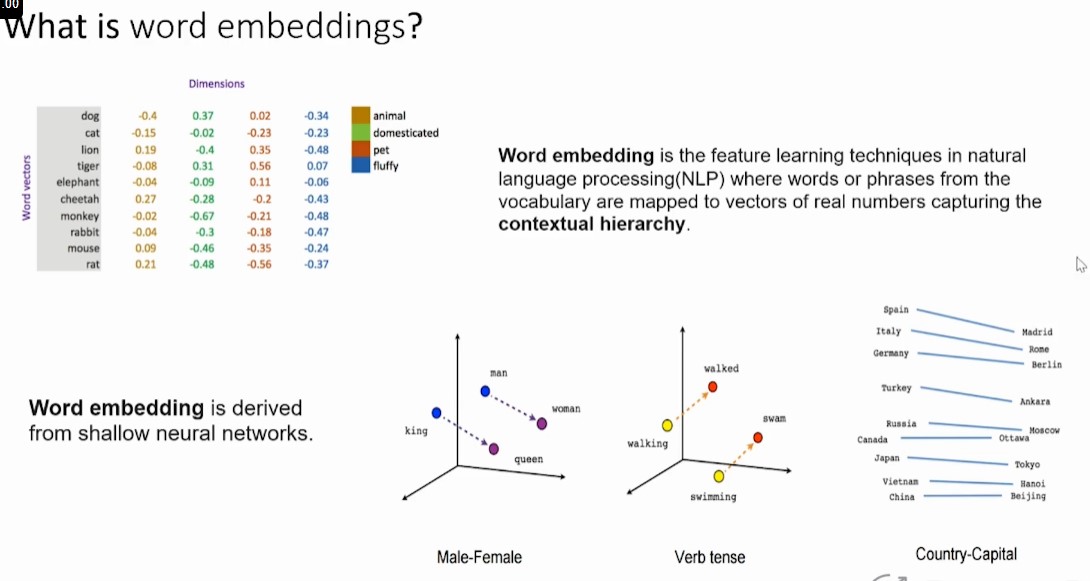 .00
What is word embeddings?
Dimensions
Word vectors
dog -0.4 0.37 0.02 -0.34
cat -0.15 -0.02 -0.23 -0.23
lion 0.19 -0.4 0.35 -0.48
tiger -0.08 0.31 0.56 0.07
elephant -0.04 -0.09 0.11 -0.06
cheetah 0.27 -0.28 -0.2 -0.43
monkey -0.02 -0.67 -0.21 -0.48
rabbit -0.04 -0.3 -0.18 -0.47
mouse 0.09 -0.46 -0.35 -0.24
rat 0.21 -0.48 -0.56 -0.37
animal
domesticated
pet
fluffy
Word embedding is the feature learning techniques in natural
language processing(NLP) where words or phrases from the
vocabulary are mapped to vectors of real numbers capturing the
contextual hierarchy.
Word embedding is derived
from shallow neural networks.
man
woman
king
queen
Male-Female
walked
swam
walking
swimming
Verb tense
Spain Madrid
Italy Rome
Germany Berlin
Turkey Ankara
Russia Moscow
Canada Ottawa
Japan Tokyo
Vietnam Hanoi
China Beijing
Country-Capital